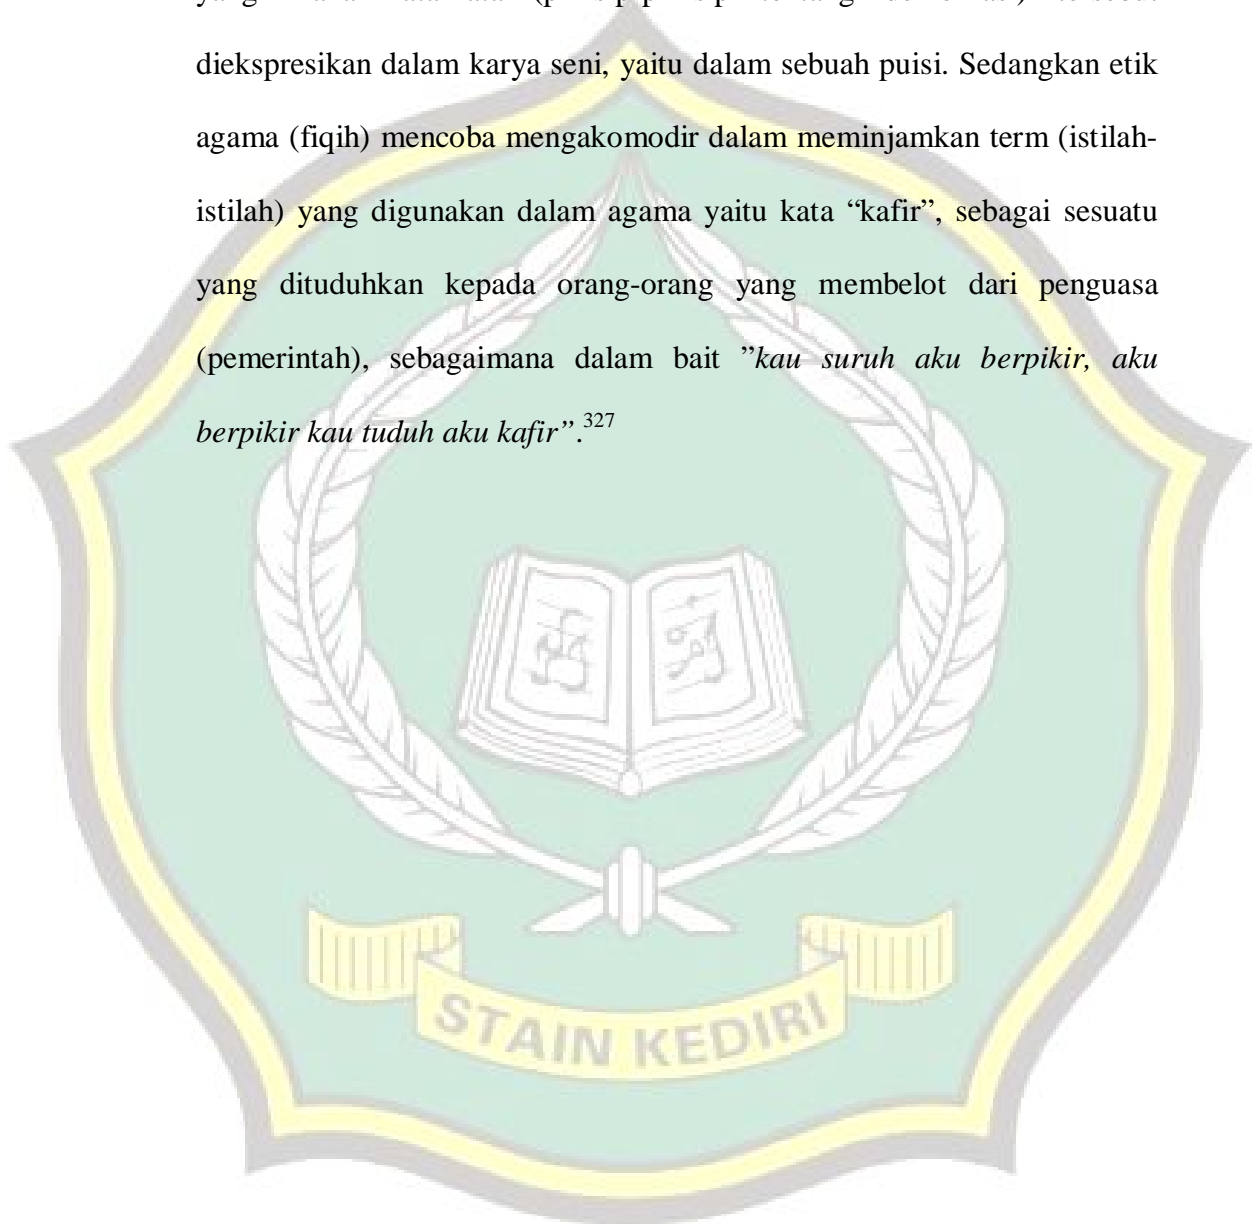 diekspresikan dalam karya seni, yaitu dalam sebuah puisi. Sedangkan etik
agama (fiqih) mencoba mengakomodir dalam meminjamkan term (istilah-
istilah) yang digunakan dalam agama yaitu kata “kafir”, sebagai sesuatu
yang dituduhkan kepada orang-orang yang membelot dari penguasa
(pemerintah), sebagaimana dalam bait ”kau suruh aku berpikir, aku
berpikir kau tuduh aku kafir”.327
STAIN KEDIRI